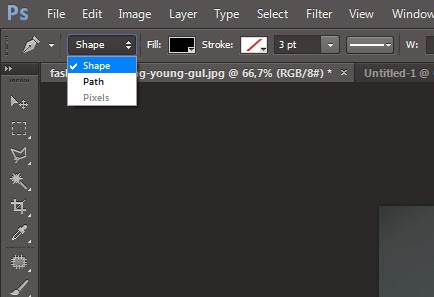 Ps File Edit Image Layer Type Select Filter View Window
Shape Fill: Stroke: 3 pt W:
Shape
fas g-young-gul.jpg @ 66,7% (RGB/8#) * × Untitled-1 @
Path
Pixels